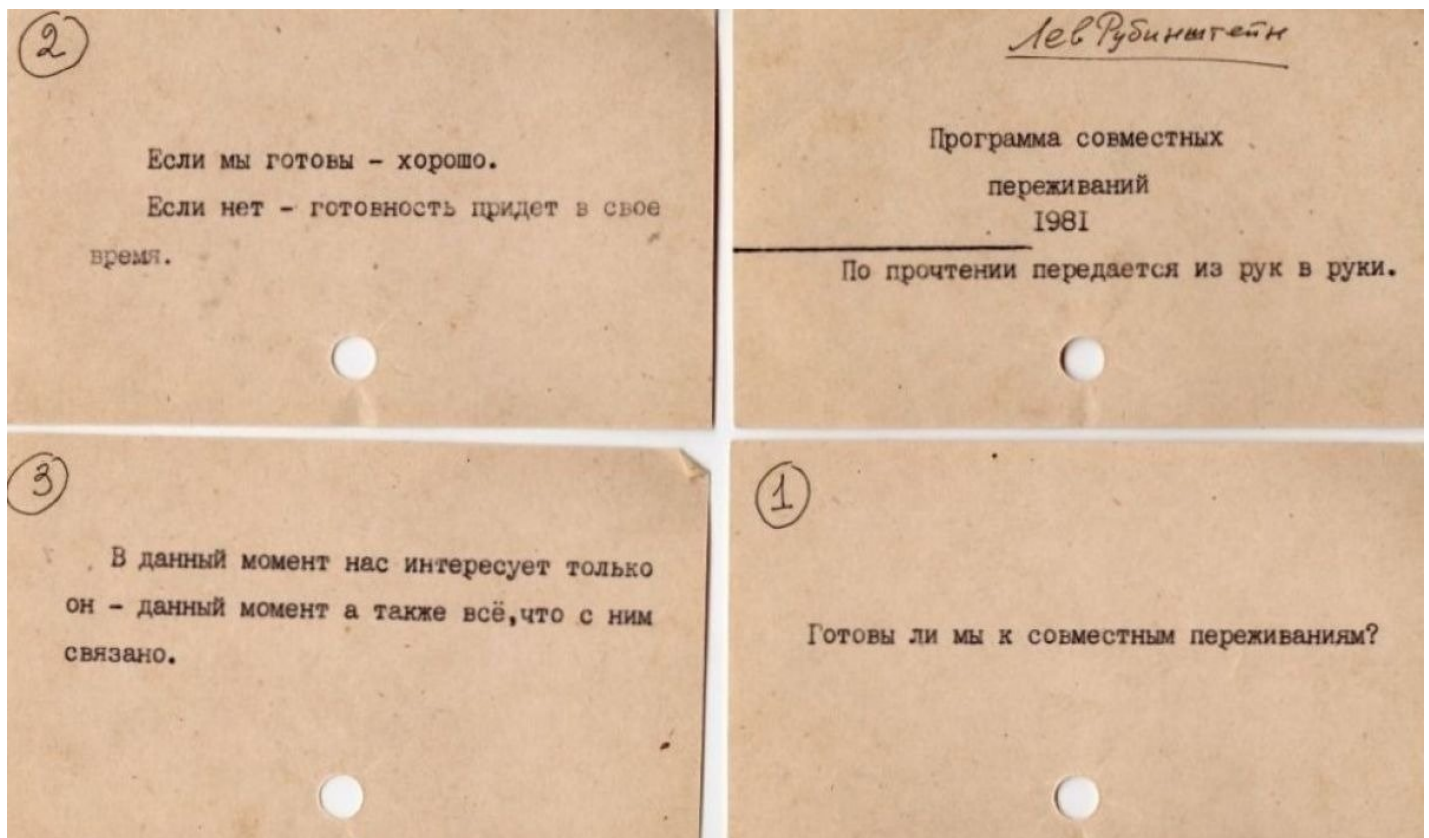 2
Если мы готовы - хорошо.
Если нет - готовность придет в свое
время.
Лев Рубинштейн
Программа совместных
переживаний
I98I
По прочтении передается из рук в руки.
3
В данный момент нас интересует только
он - данный момент а также всё,что с ним
связано.
1
Готовы ли мы к совместным переживаниям?